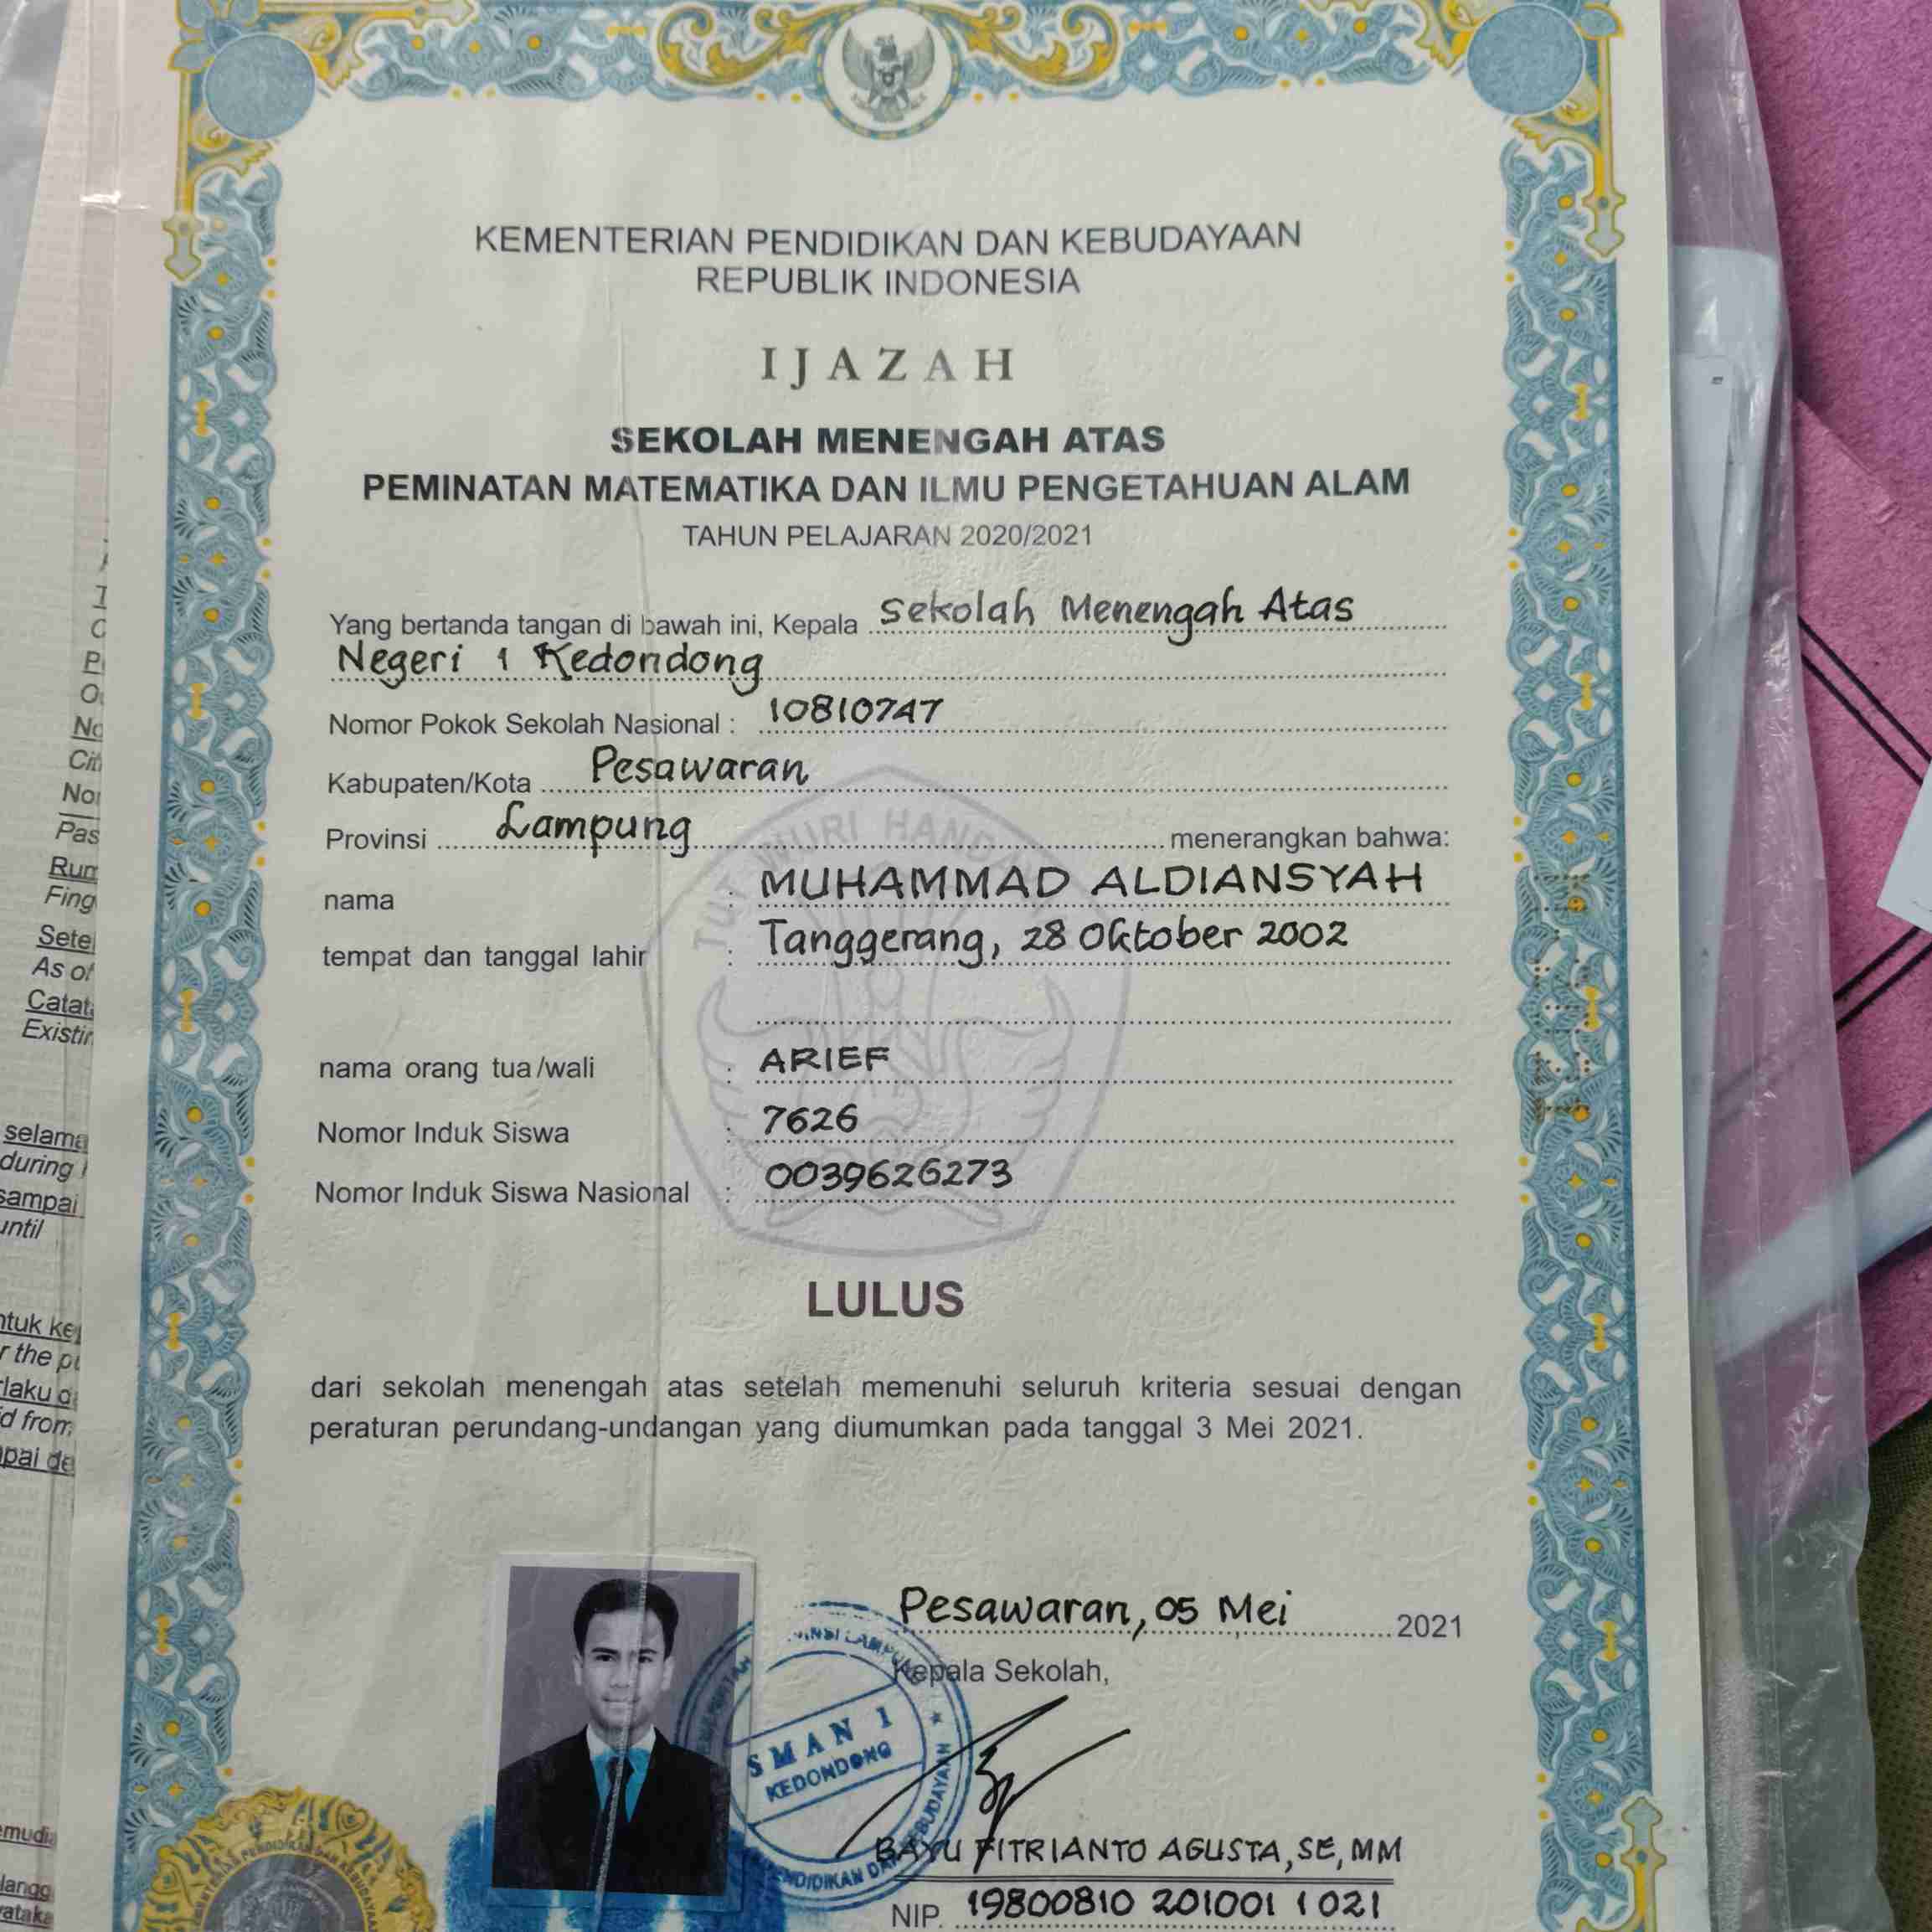 KEMENTERIAN PENDIDIKAN DAN KEBUDAYAAN
REPUBLIK INDONESIA
IJAZAH
SEKOLAH MENENGAH ATAS
PEMINATAN MATEMATIKA DAN ILMU PENGETAHUAN ALAM
TAHUN PELAJARAN 2020/2021
Yang bertanda tangan di bawah ini, Kepala Sekolah Menengah Atas
Negeri 1 Kedondong
Nomor Pokok Sekolah Nasional : 10810747
Kabupaten/Kota Pesawaran
Provinsi Lampung menerangkan bahwa:
nama : MUHAMMAD ALDIANSYAH
tempat dan tanggal lahir : Tanggerang, 28 Oktober 2002
nama orang tua/wali : ARIEF
Nomor Induk Siswa : 7626
Nomor Induk Siswa Nasional : 0039626273
LULUS
dari sekolah menengah atas setelah memenuhi seluruh kriteria sesuai dengan
peraturan perundang-undangan yang diumumkan pada tanggal 3 Mei 2021.
Pesawaran, 05 Mei 2021
Kepala Sekolah,
SMAN 1
KEDONDONG
BAYU FITRIANTO AGUSTA, SE, MM
NIP. 19800810 201001 1 021